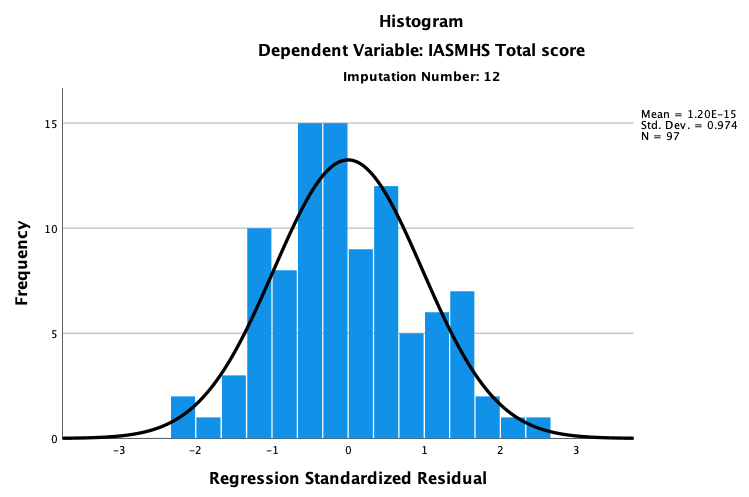 Histogram
Dependent Variable: IASMHS Total score
Imputation Number: 12
Mean = 1.20E-15
Std. Dev. = 0.974
N = 97
15
10
5
0
Frequency
-3 -2 -1 0 1 2 3
Regression Standardized Residual